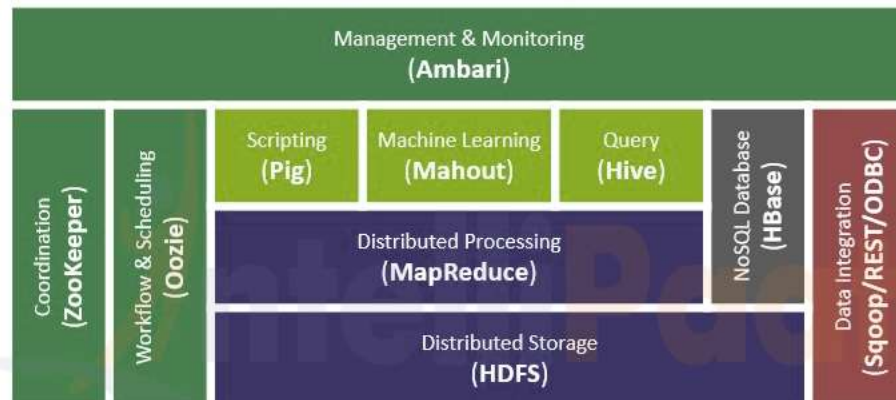 Management & Monitoring
(Ambari)
Coordination
(ZooKeeper)
Workflow & Scheduling
(Oozie)
Scripting
(Pig)
Machine Learning
(Mahout)
Query
(Hive)
NoSQL Database
(HBase)
Data Integration
(Sqoop/REST/ODBC)
Distributed Processing
(MapReduce)
Distributed Storage
(HDFS)